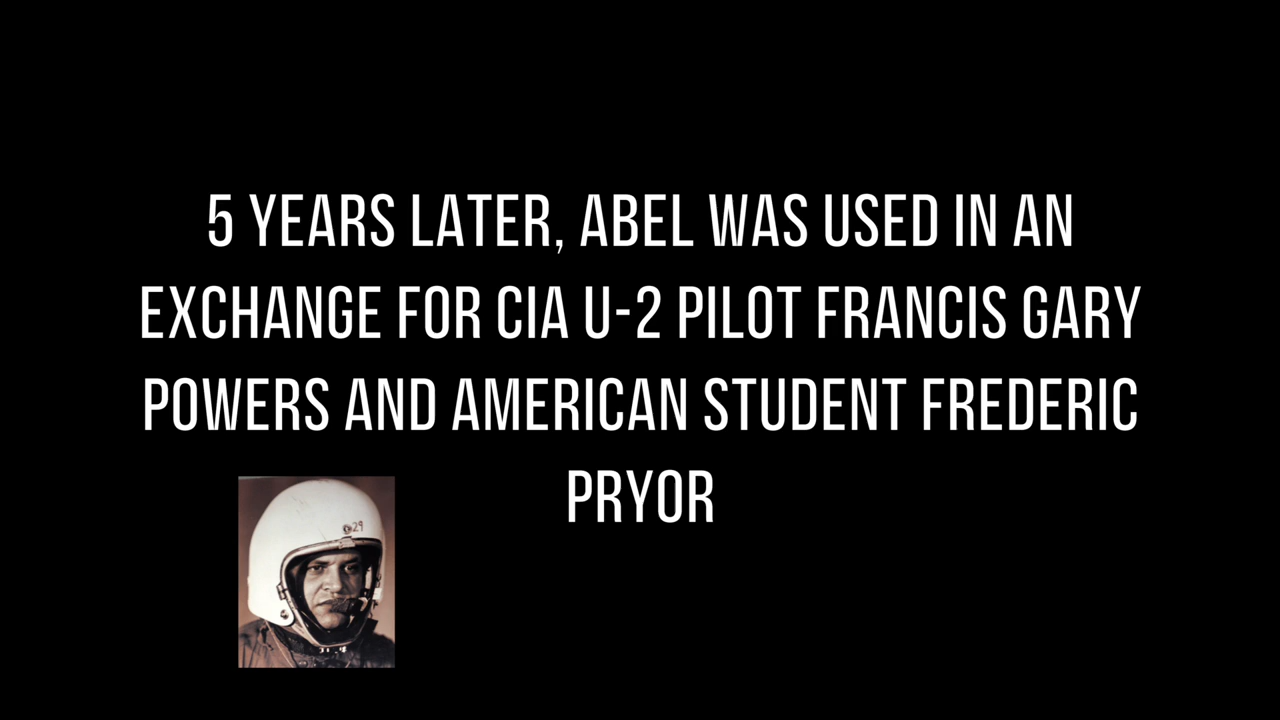 5 YEARS LATER, ABEL WAS USED IN AN
EXCHANGE FOR CIA U-2 PILOT FRANCIS GARY
POWERS AND AMERICAN STUDENT FREDERIC
PRYOR
29